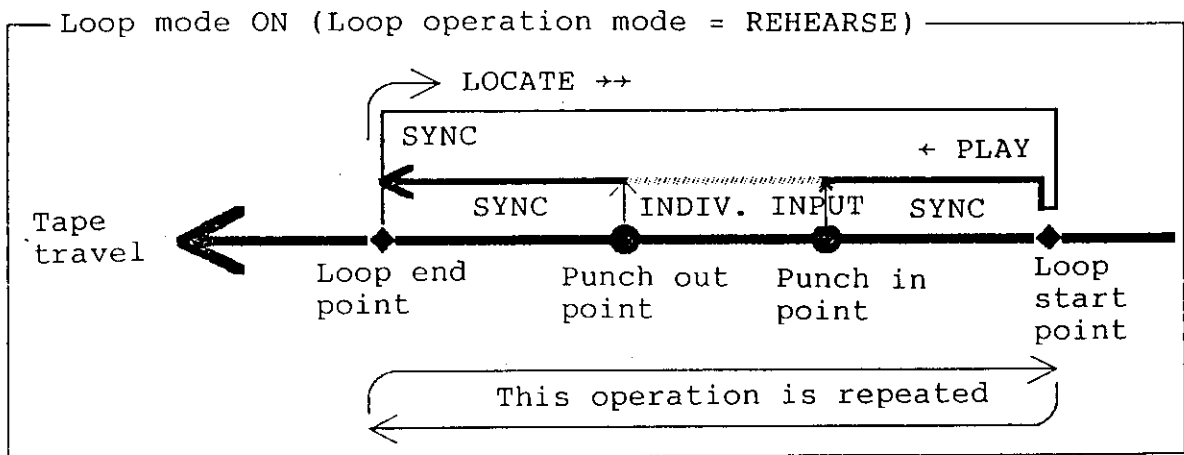 Loop mode ON (Loop operation mode = REHEARSE)
LOCATE →→
SYNC
← PLAY
SYNC
INDIV. INPUT
SYNC
Tape
travel
Loop end
point
Punch out
point
Punch in
point
Loop
start
point
This operation is repeated